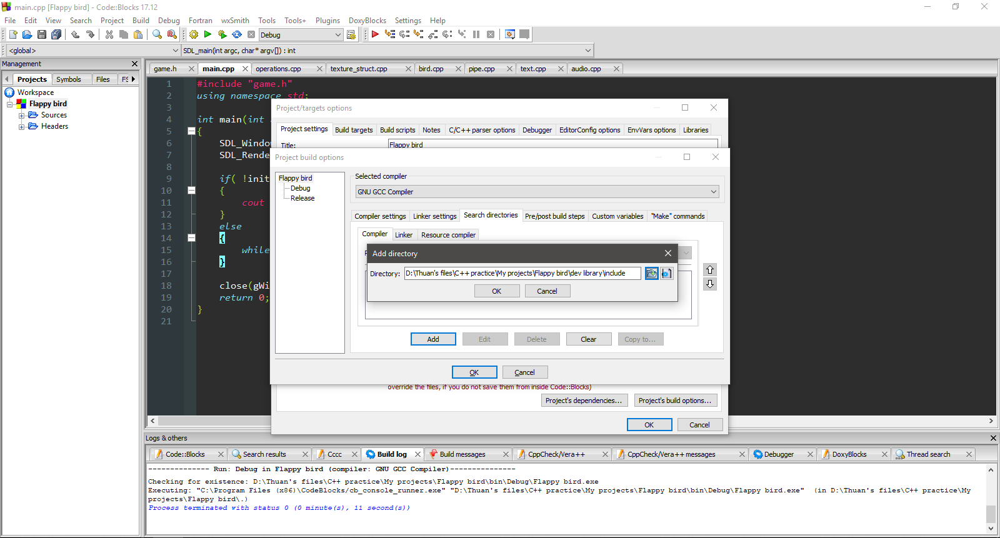 main.cpp [Flappy bird] - Code::Blocks 17.12
File Edit View Search Project Build Debug Fortran wxSmith Tools Tools+ Plugins DoxyBlocks Settings Help
Debug
<global> SDL_main(int argc, char* argv[]) : int
Management
game.h main.cpp operations.cpp texture_struct.cpp bird.cpp pipe.cpp text.cpp audio.cpp
Projects Symbols Files FS
Workspace
Flappy bird
Sources
Headers
1 #include "game.h"
2 using namespace std;
3
4 int main(int
5 {
6 SDL_Windo
7 SDL_Rende
8
9 if( !init
10 {
11 cout
12 }
13 else
14 {
15 while
16 }
17
18 close(gWi
19 return 0;
20 }
21
Project/targets options
Project settings Build targets Build scripts Notes C/C++ parser options Debugger EditorConfig options EnvVars options Libraries
Title: Flappy bird
Project build options
Flappy bird
Debug
Release
Selected compiler
GNU GCC Compiler
Compiler settings Linker settings Search directories Pre/post build steps Custom variables "Make" commands
Compiler Linker Resource compiler
Add directory
Directory: D:\Thuan's files\C++ practice\My projects\Flappy bird\dev library\include
OK Cancel
Add Edit Delete Clear Copy to...
OK Cancel
override the files, if you do not save them from inside Code::Blocks)
Project's dependencies... Project's build options...
OK Cancel
Logs & others
Code::Blocks Search results Cccc Build log Build messages CppCheck/Vera++ CppCheck/Vera++ messages Debugger DoxyBlocks Thread search
-------------- Run: Debug in Flappy bird (compiler: GNU GCC Compiler)---------------
Checking for existence: D:\Thuan's files\C++ practice\My projects\Flappy bird\bin\Debug\Flappy bird.exe
Executing: "C:\Program Files (x86)\CodeBlocks/cb_console_runner.exe" "D:\Thuan's files\C++ practice\My projects\Flappy bird\bin\Debug\Flappy bird.exe" (in D:\Thuan's files\C++ practice\My
projects\Flappy bird\.)
Process terminated with status 0 (0 minute(s), 11 second(s))